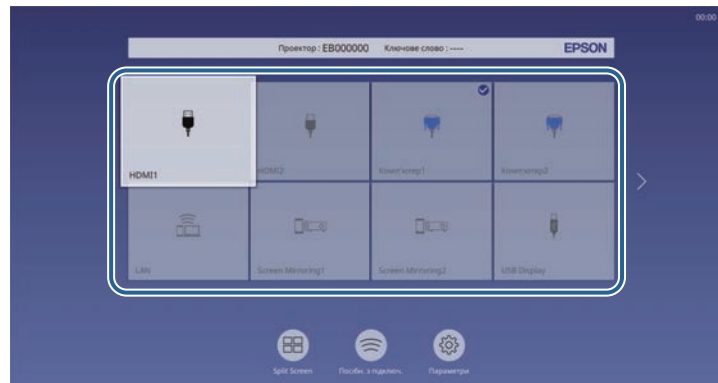 00:00
Проектор : EB000000 Ключове слово : ---- EPSON
HDMI1 HDMI2 Комп'ютер1 Комп'ютер2
LAN Screen Mirroring1 Screen Mirroring2 USB Display
Split Screen Посібн. з підключ. Параметри